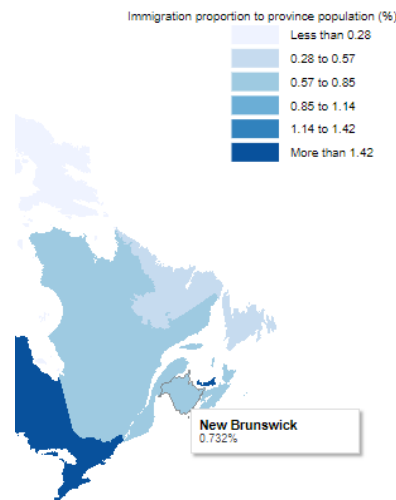 Immigration proportion to province population (%)
Less than 0.28
0.28 to 0.57
0.57 to 0.85
0.85 to 1.14
1.14 to 1.42
More than 1.42
New Brunswick
0.732%